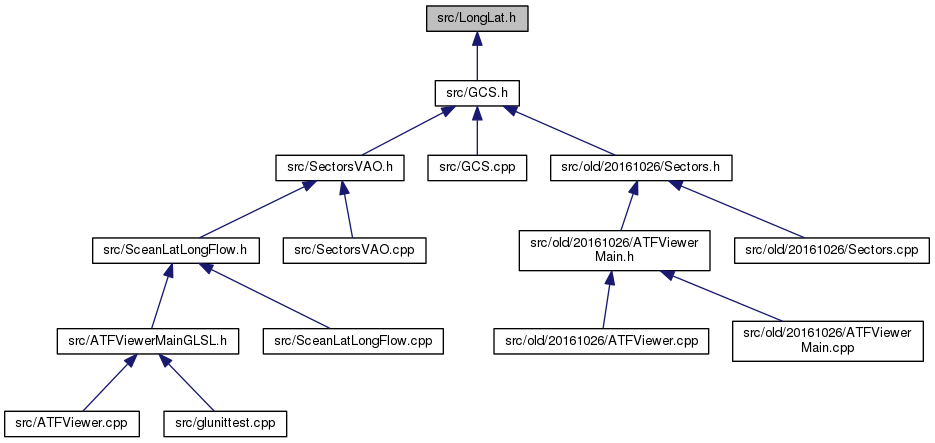 src/LongLat.h
src/GCS.h
src/SectorsVAO.h
src/GCS.cpp
src/old/20161026/Sectors.h
src/SceanLatLongFlow.h
src/SectorsVAO.cpp
src/old/20161026/ATFViewer
Main.h
src/old/20161026/Sectors.cpp
src/ATFViewerMainGLSL.h
src/SceanLatLongFlow.cpp
src/old/20161026/ATFViewer.cpp
src/old/20161026/ATFViewer
Main.cpp
src/ATFViewer.cpp
src/glunittest.cpp